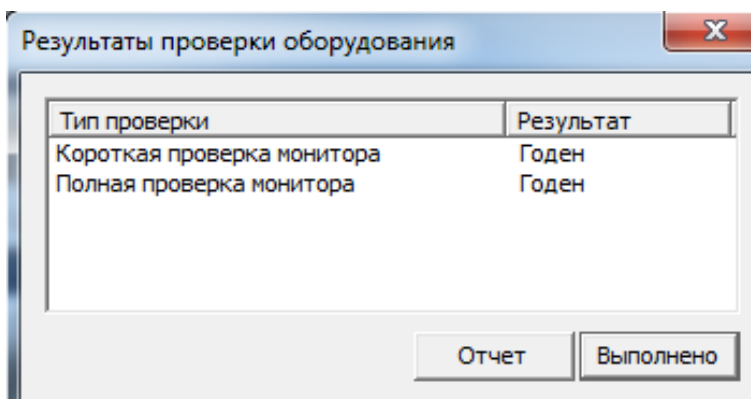 Результаты проверки оборудования
Тип проверки Результат
Короткая проверка монитора Годен
Полная проверка монитора Годен
Отчет Выполнено